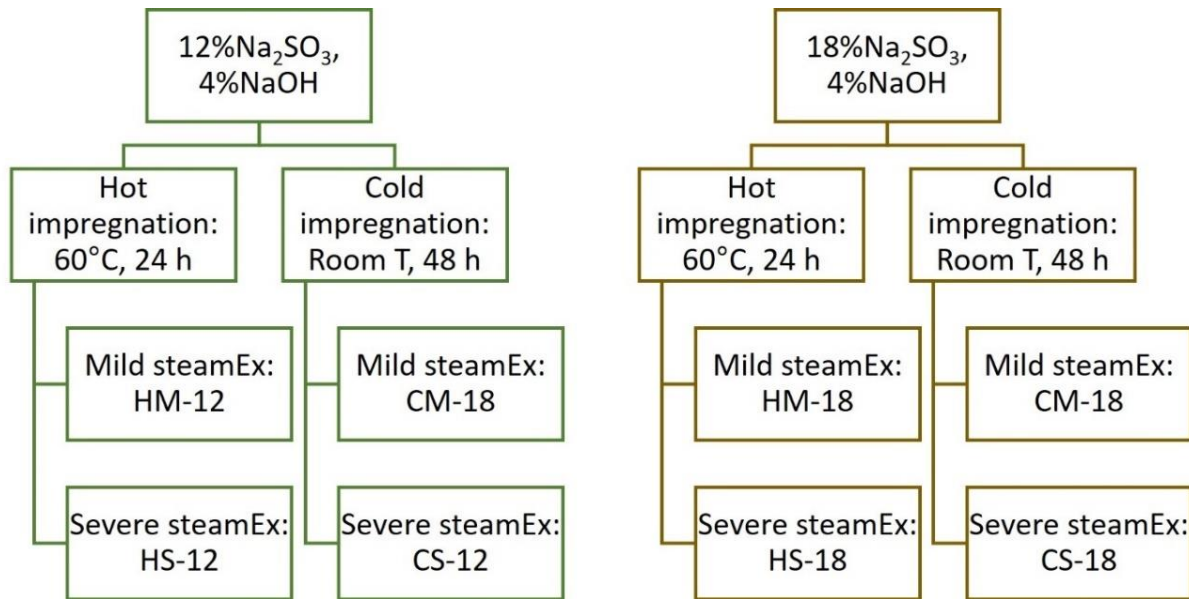 12%Na₂SO₃,
4%NaOH
Hot
impregnation:
60°C, 24 h
Cold
impregnation:
Room T, 48 h
Mild steamEx:
HM-12
Mild steamEx:
CM-18
Severe steamEx:
HS-12
Severe steamEx:
CS-12
18%Na₂SO₃,
4%NaOH
Hot
impregnation:
60°C, 24 h
Cold
impregnation:
Room T, 48 h
Mild steamEx:
HM-18
Mild steamEx:
CM-18
Severe steamEx:
HS-18
Severe steamEx:
CS-18